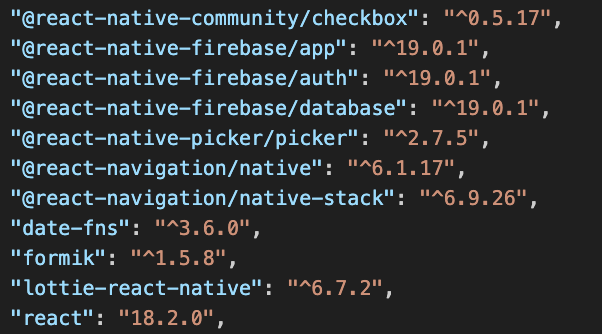 "@react-native-community/checkbox": "^0.5.17",
"@react-native-firebase/app": "^19.0.1",
"@react-native-firebase/auth": "^19.0.1",
"@react-native-firebase/database": "^19.0.1",
"@react-native-picker/picker": "^2.7.5",
"@react-navigation/native": "^6.1.17",
"@react-navigation/native-stack": "^6.9.26",
"date-fns": "^3.6.0",
"formik": "^1.5.8",
"lottie-react-native": "^6.7.2",
"react": "18.2.0",